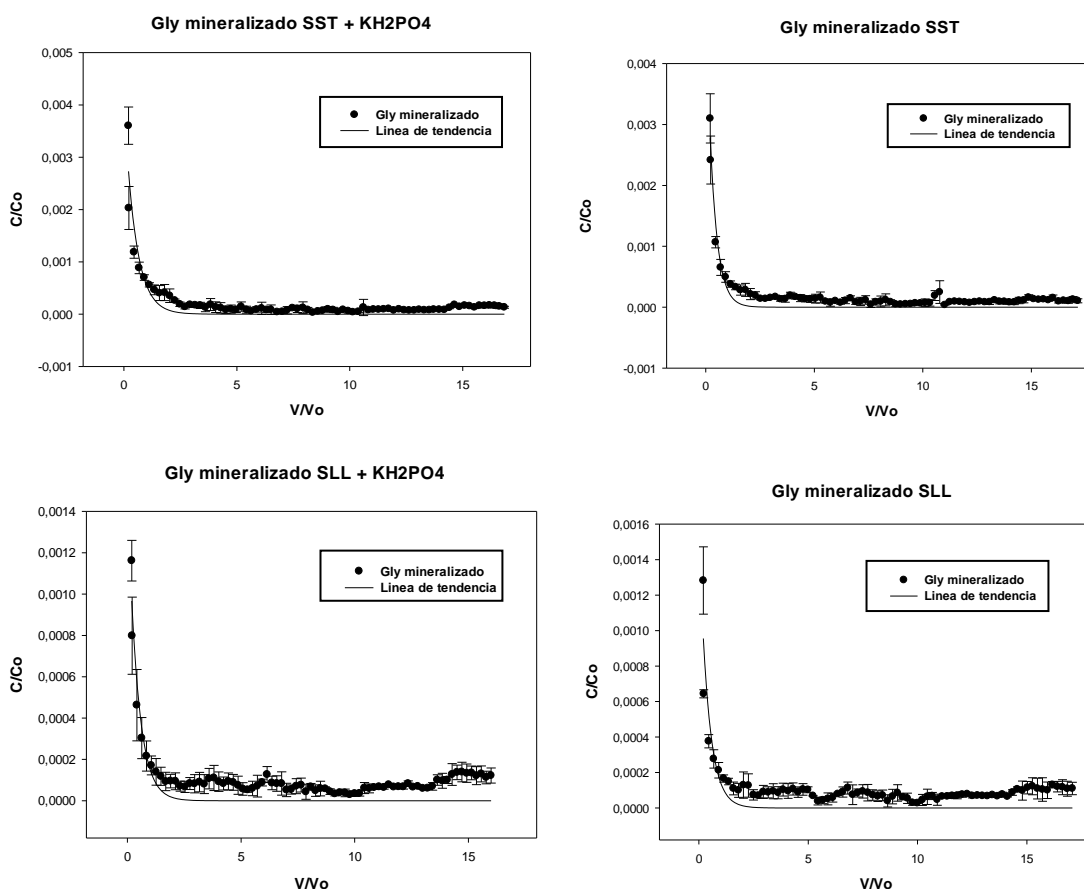 Gly mineralizado SST + KH2PO4
0,005
0,004
0,003
0,002
0,001
0,000
-0,001
C/Co
Gly mineralizado
Linea de tendencia
0 5 10 15
V/Vo
Gly mineralizado SST
0,004
0,003
0,002
0,001
0,000
-0,001
C/Co
Gly mineralizado
Linea de tendencia
0 5 10 15
V/Vo
Gly mineralizado SLL + KH2PO4
0,0014
0,0012
0,0010
0,0008
0,0006
0,0004
0,0002
0,0000
C/Co
Gly mineralizado
Linea de tendencia
0 5 10 15
V/Vo
Gly mineralizado SLL
0,0016
0,0014
0,0012
0,0010
0,0008
0,0006
0,0004
0,0002
0,0000
C/Co
Gly mineralizado
Linea de tendencia
0 5 10 15
V/Vo